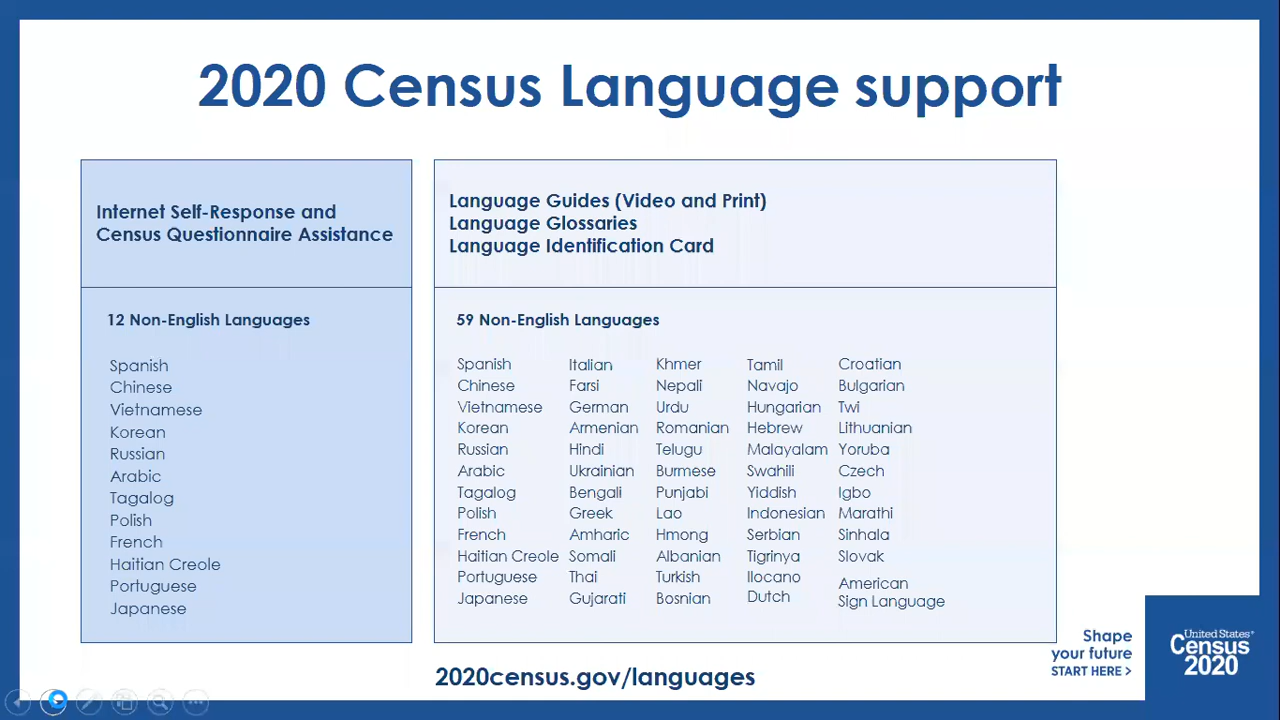 2020 Census Language support
Internet Self-Response and
Census Questionnaire Assistance
12 Non-English Languages
Spanish
Chinese
Vietnamese
Korean
Russian
Arabic
Tagalog
Polish
French
Haitian Creole
Portuguese
Japanese
Language Guides (Video and Print)
Language Glossaries
Language Identification Card
59 Non-English Languages
Spanish
Chinese
Vietnamese
Korean
Russian
Arabic
Tagalog
Polish
French
Haitian Creole
Portuguese
Japanese
Italian
Farsi
German
Armenian
Hindi
Ukrainian
Bengali
Greek
Amharic
Somali
Thai
Gujarati
Khmer
Nepali
Urdu
Romanian
Telugu
Burmese
Punjabi
Lao
Hmong
Albanian
Turkish
Bosnian
Tamil
Navajo
Hungarian
Hebrew
Malayalam
Swahili
Yiddish
Indonesian
Serbian
Tigrinya
Ilocano
Dutch
Croatian
Bulgarian
Twi
Lithuanian
Yoruba
Czech
Igbo
Marathi
Sinhala
Slovak
American
Sign Language
2020census.gov/languages
Shape
your future
START HERE >
United States®
Census
2020